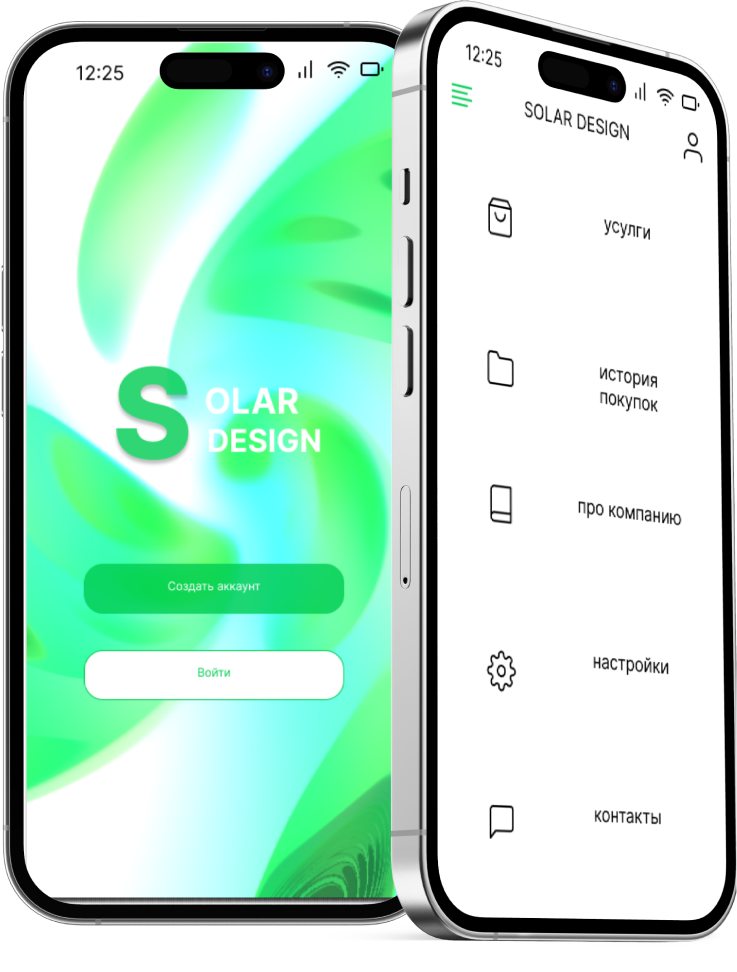 12:25
S OLAR
DESIGN
Создать аккаунт
Войти
12:25
SOLAR DESIGN
усулги
история
покупок
про компанию
настройки
контакты